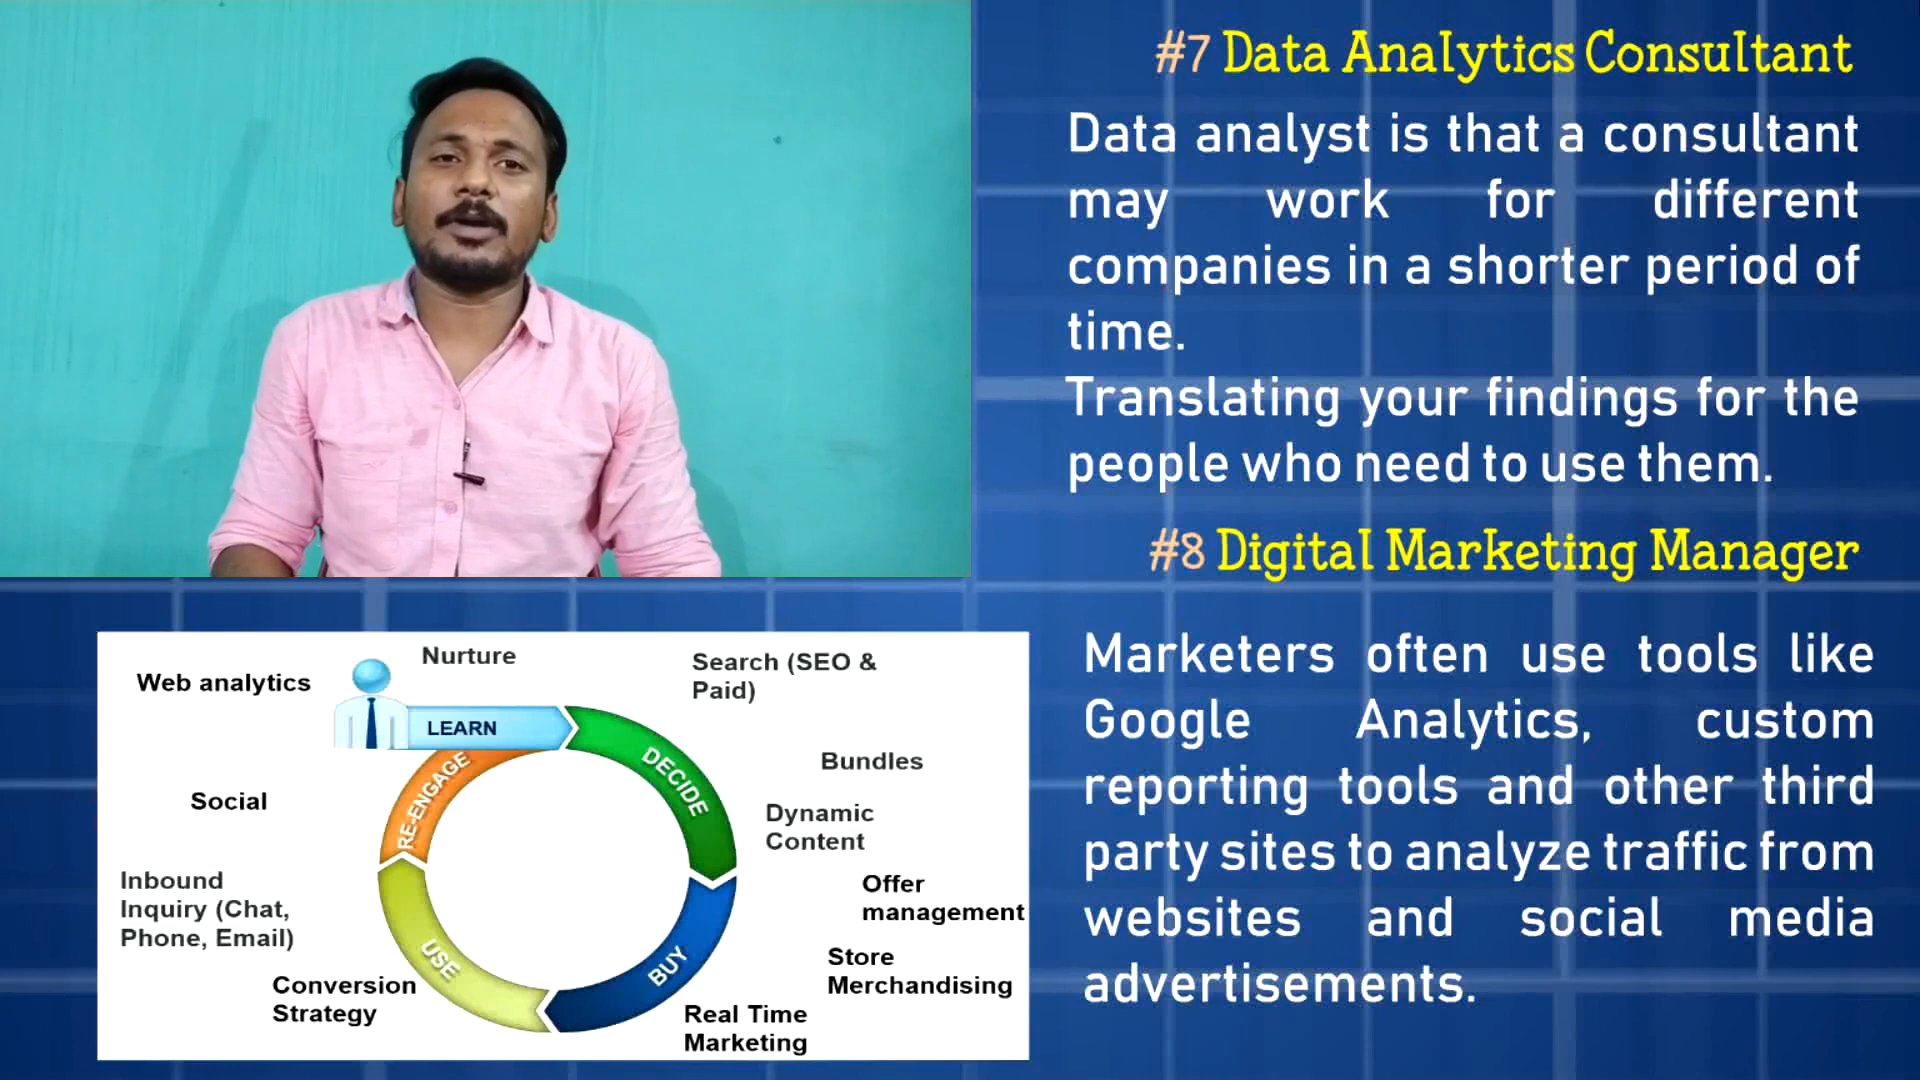 #7 Data Analytics Consultant
Data analyst is that a consultant
may work for different
companies in a shorter period of
time.
Translating your findings for the
people who need to use them.
#8 Digital Marketing Manager
Marketers often use tools like
Google Analytics, custom
reporting tools and other third
party sites to analyze traffic from
websites and social media
advertisements.
Nurture
Search (SEO &
Paid)
Web analytics
LEARN
DECIDE
RE-ENGAGE
Bundles
Social
Dynamic
Content
Inbound
Inquiry (Chat,
Phone, Email)
Offer
management
USE
BUY
Store
Merchandising
Conversion
Strategy
Real Time
Marketing